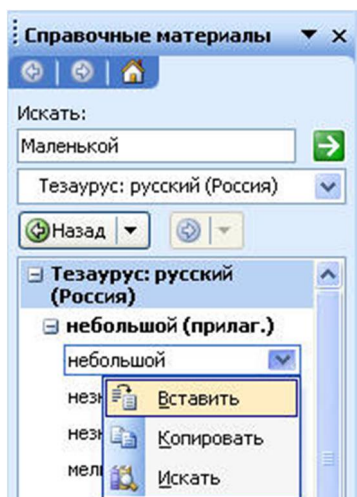 Справочные материалы
Искать:
Маленькой
Тезаурус: русский (Россия)
Назад
Тезаурус: русский
(Россия)
небольшой (прилаг.)
небольшой
Вставить
Копировать
Искать